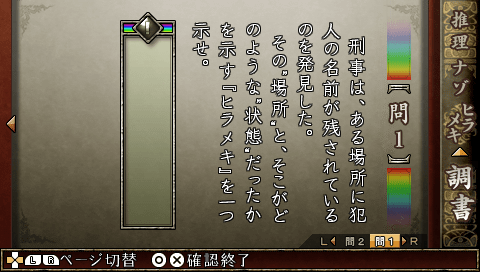 推理
ナゾ
ヒラメキ
調書
問1
刑事は、ある場所に犯
人の名前が残されている
のを発見した。
その〝場所〟と、そこがど
のような〝状態〟だったか
を示す『ヒラメキ』を一つ
示せ。
L 問2 問1 R
L R ページ切替 確認終了